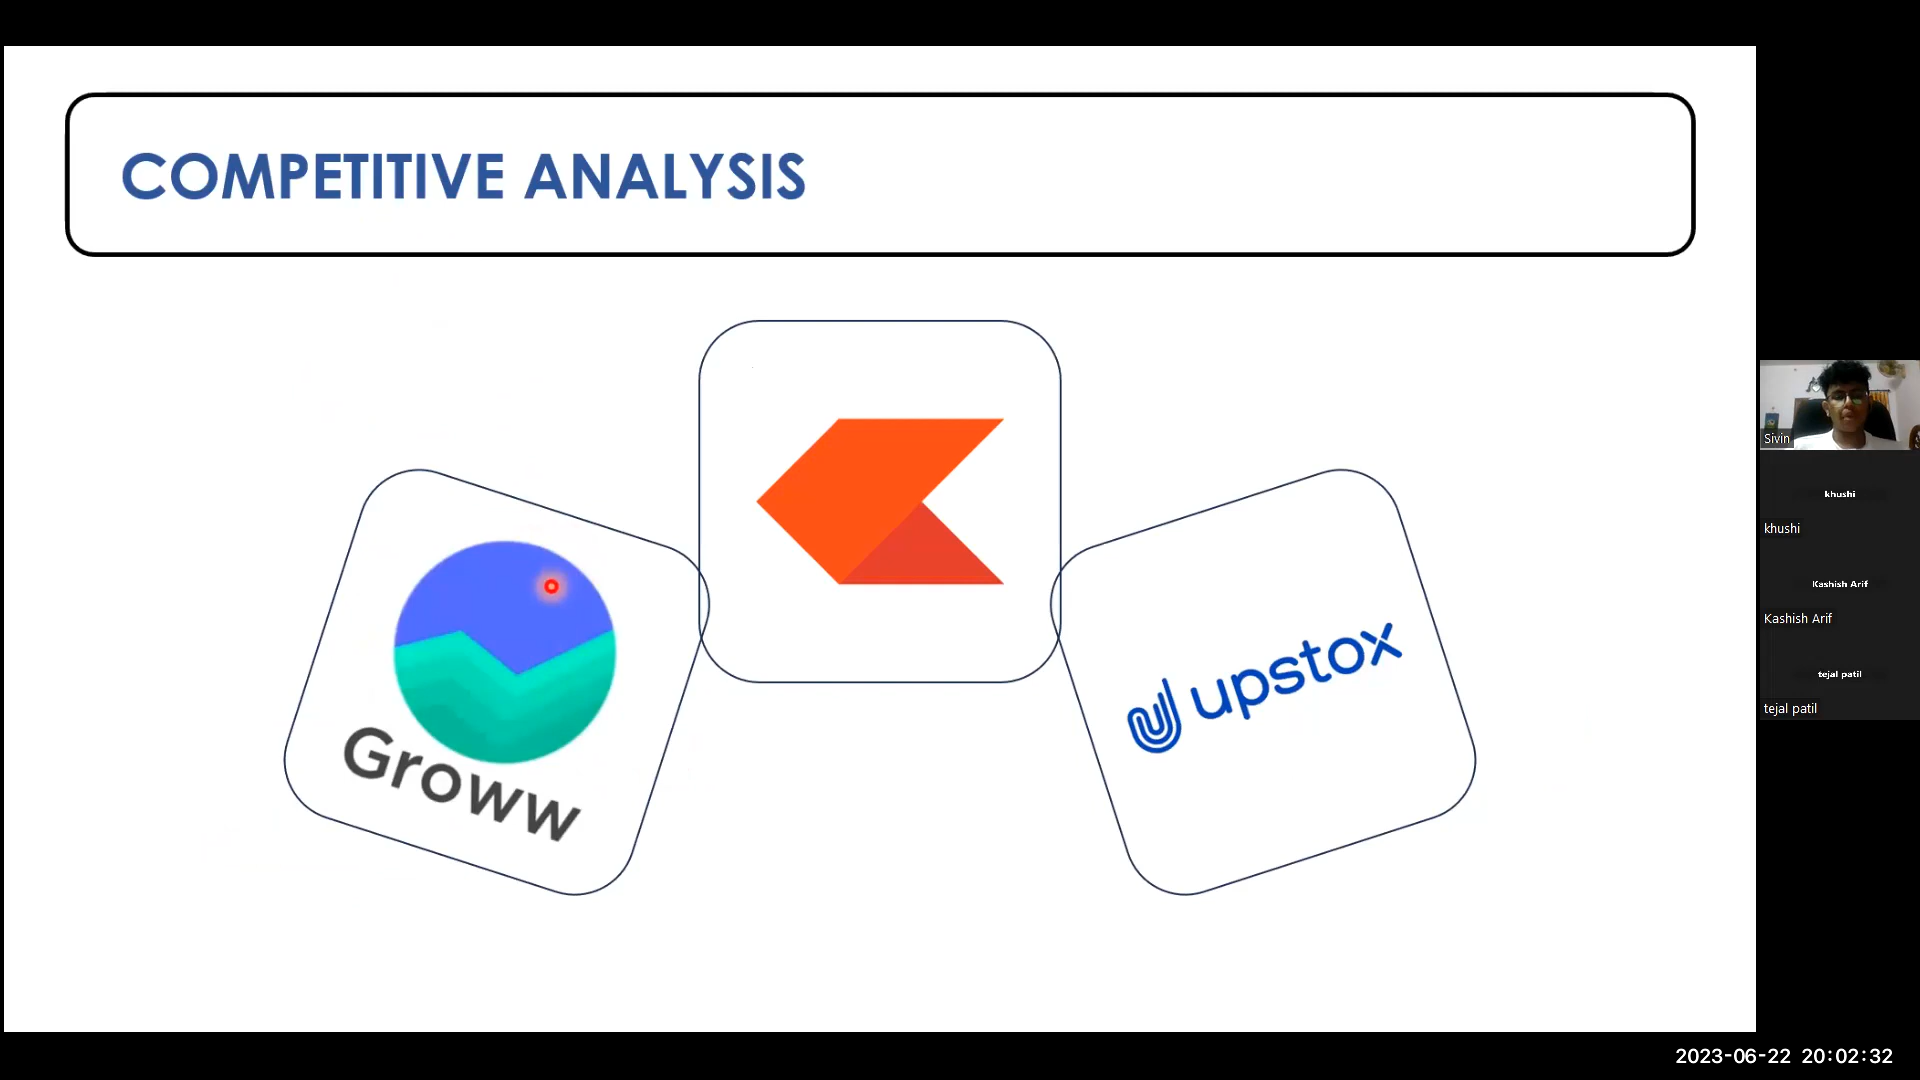 COMPETITIVE ANALYSIS
Groww
upstox
Sivin
khushi
khushi
Kashish Arif
Kashish Arif
tejal patil
tejal patil
2023-06-22 20:02:32